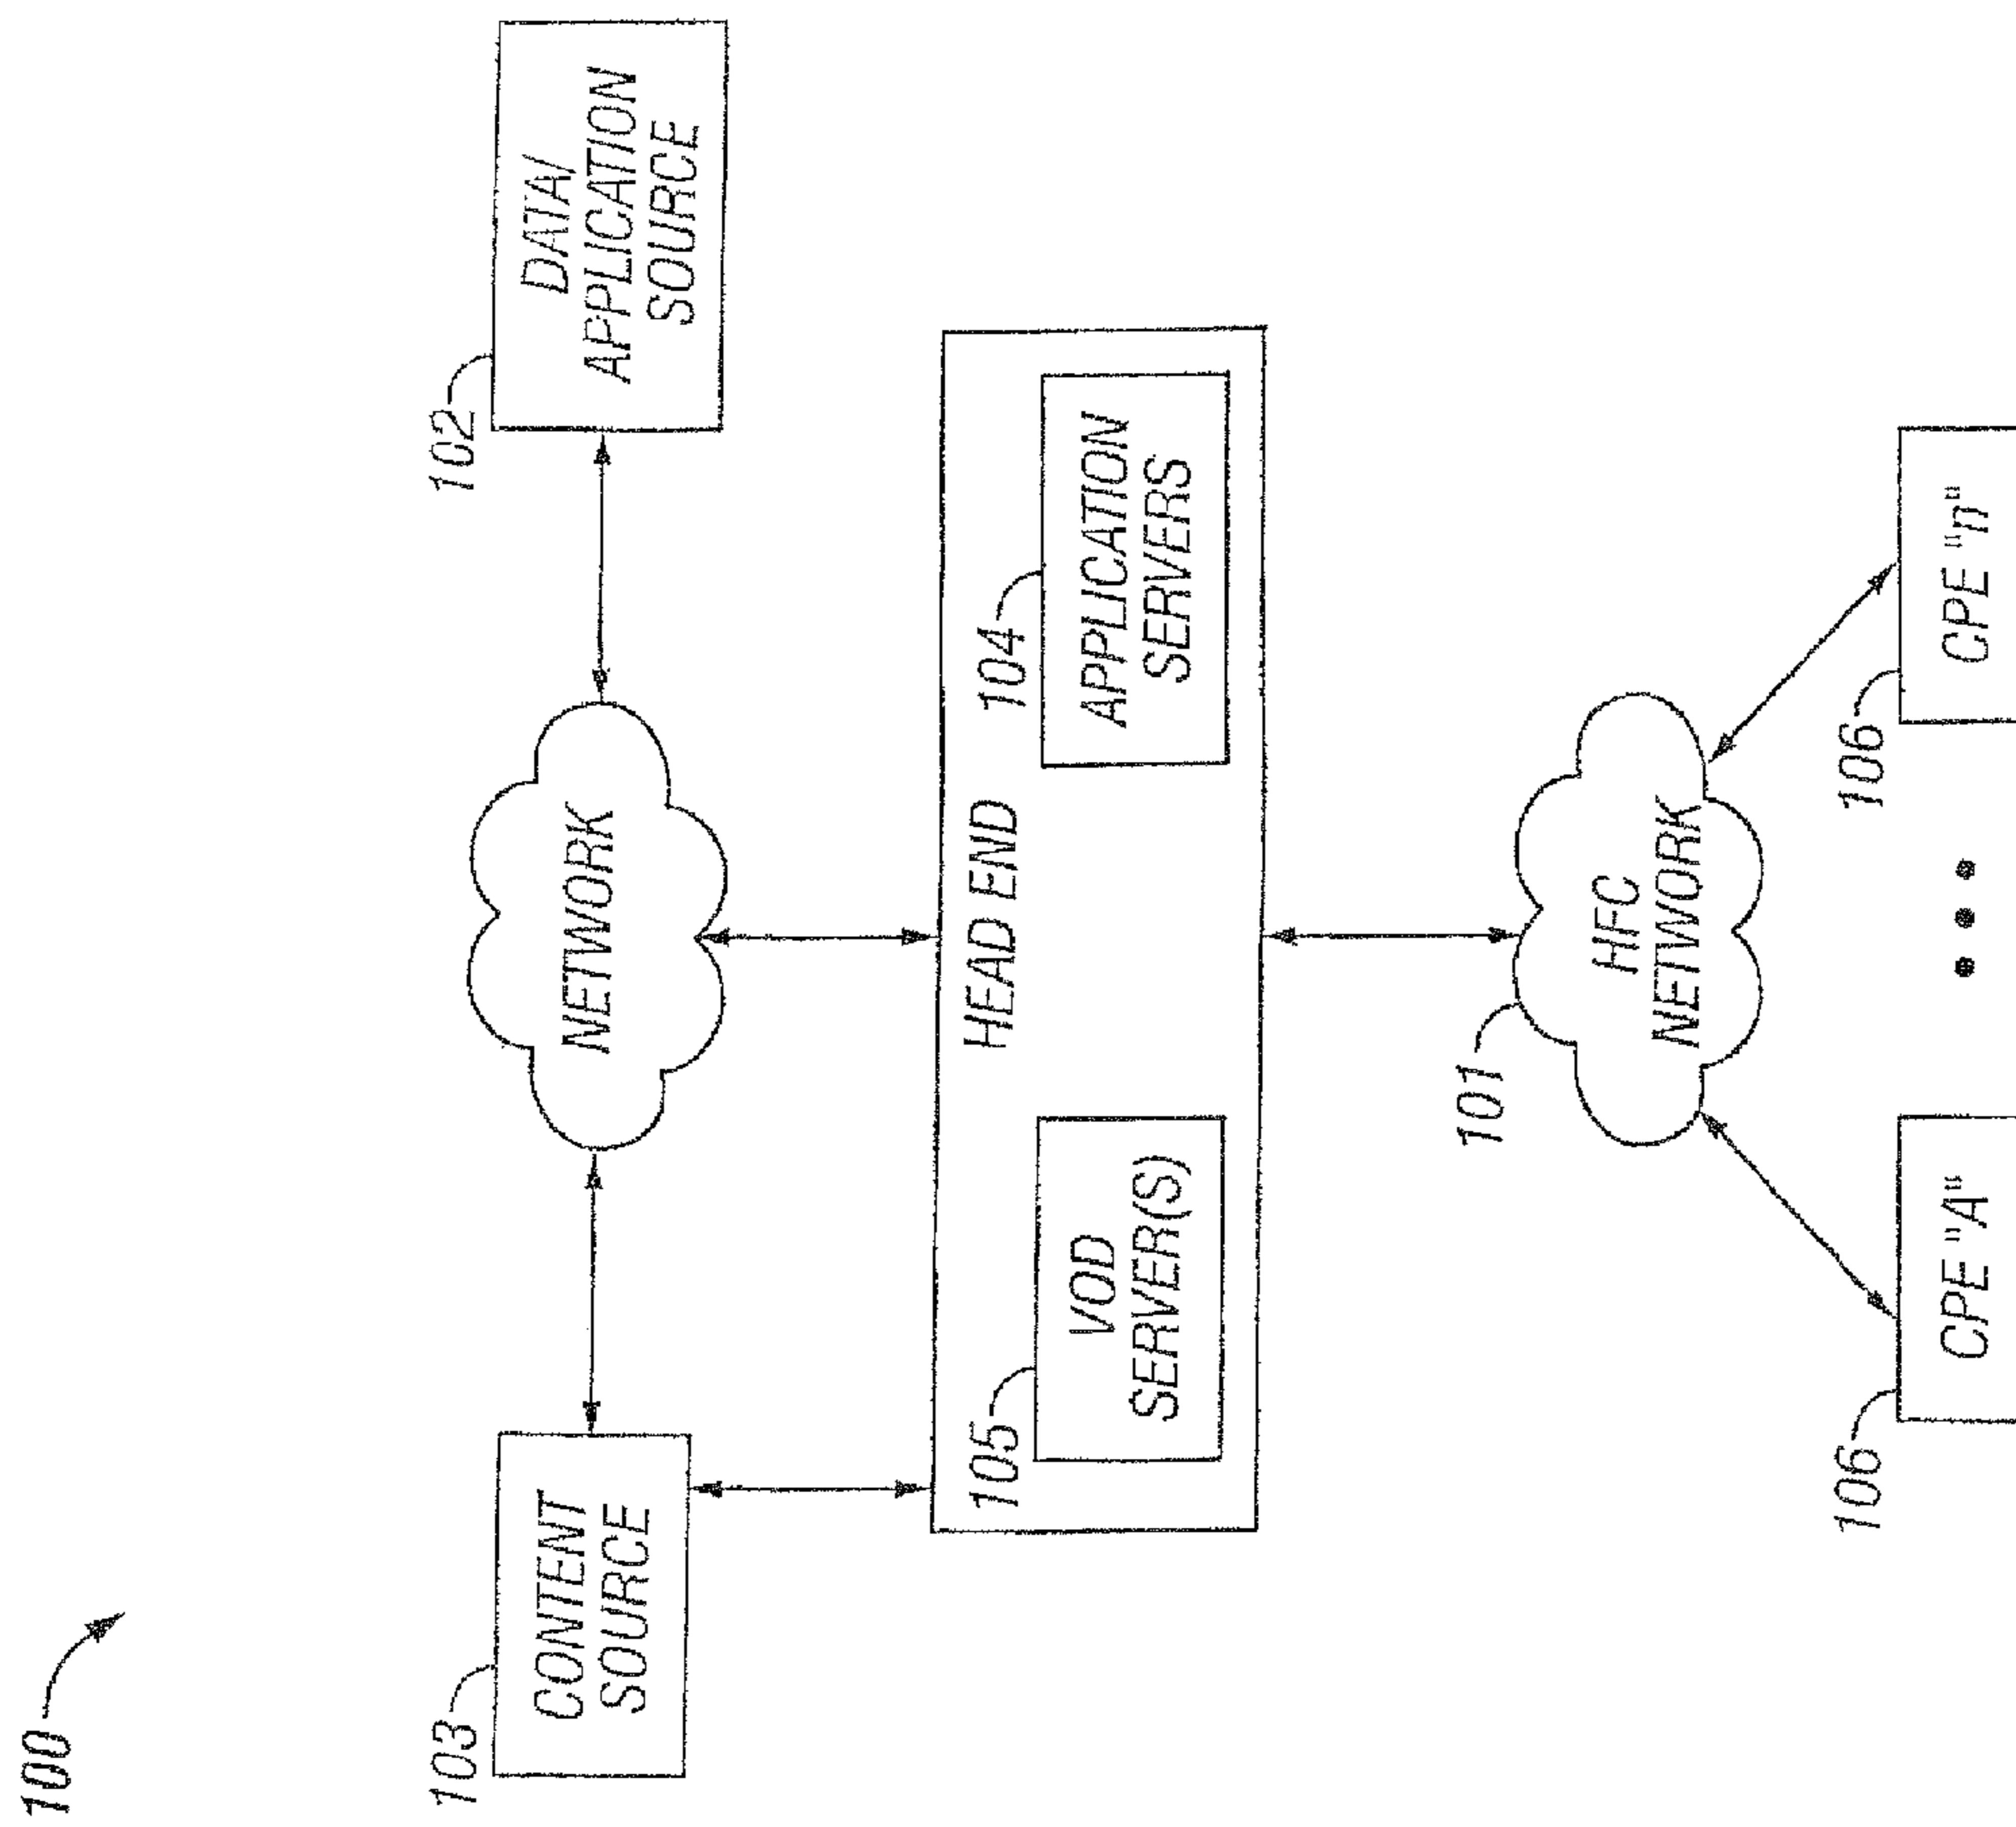 100
103
CONTENT
SOURCE
NETWORK
102
DATA/
APPLICATION
SOURCE
HEAD END
105
VOD
SERVER(S)
104
APPLICATION
SERVERS
101
HFC
NETWORK
106
CPE "A"
106
CPE "n"